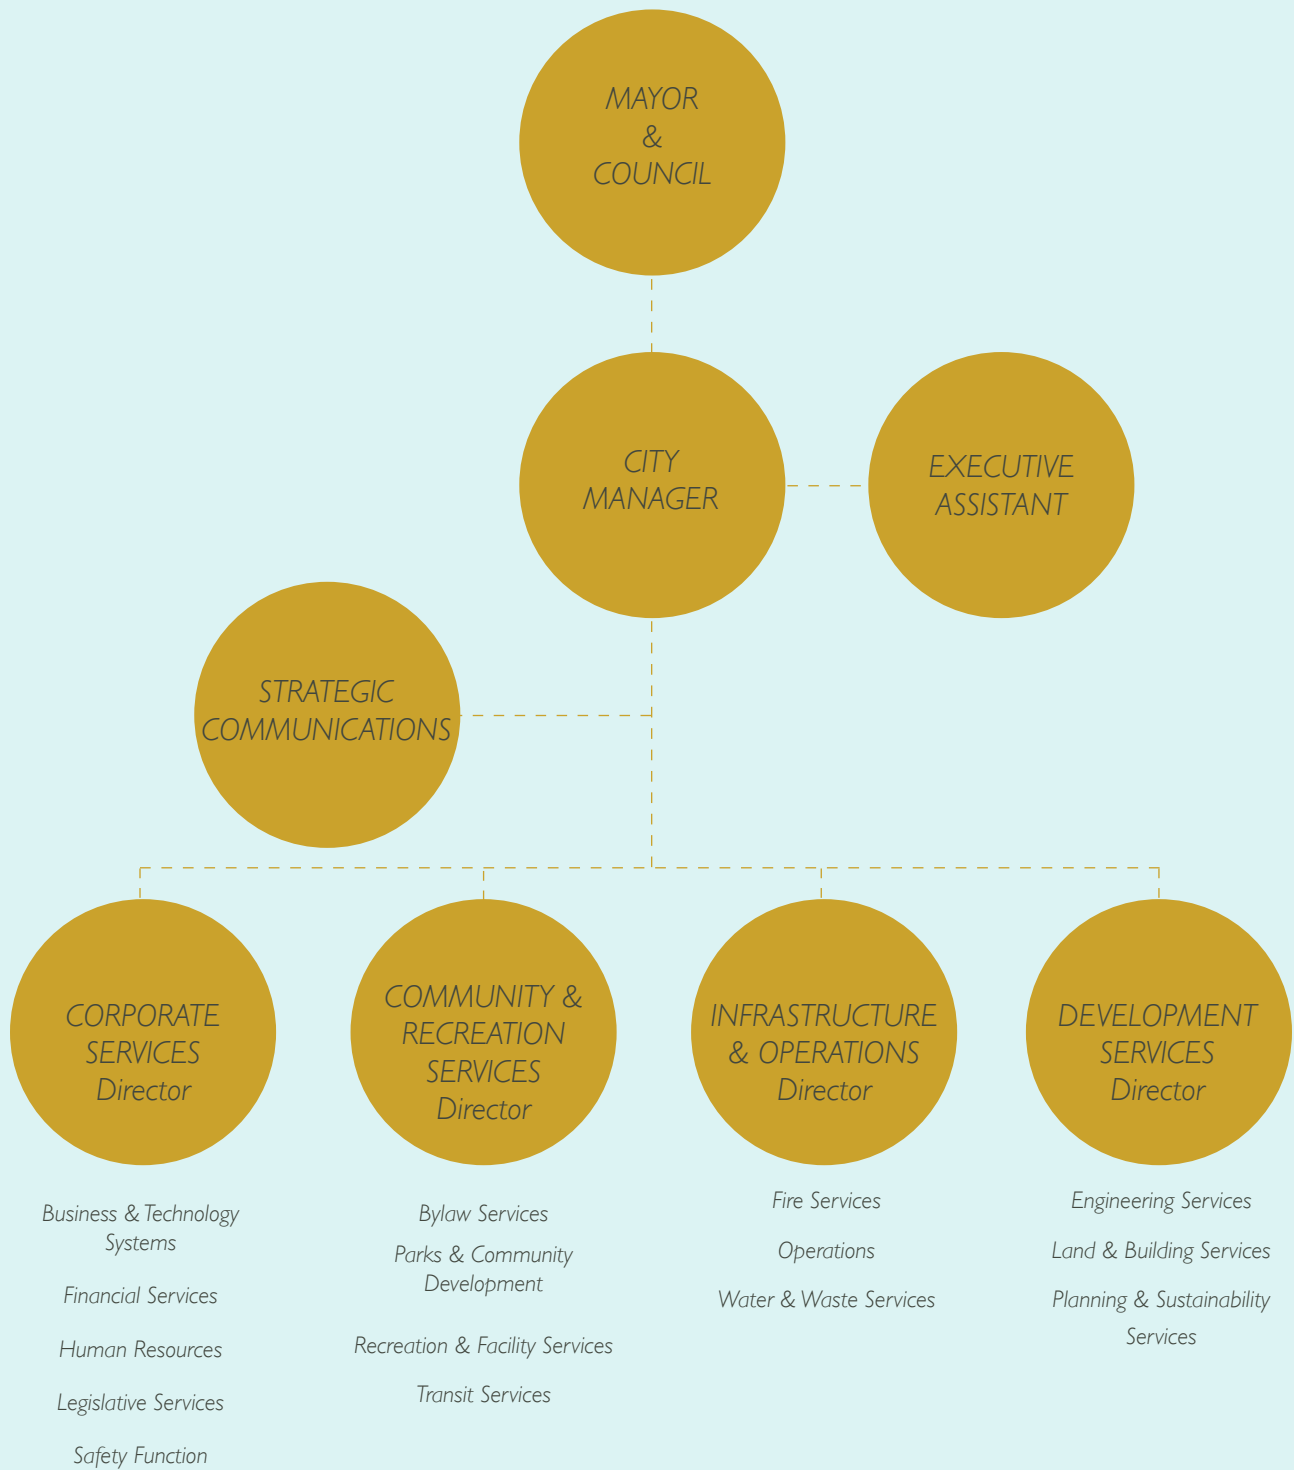 MAYOR
&
COUNCIL
CITY
MANAGER
EXECUTIVE
ASSISTANT
STRATEGIC
COMMUNICATIONS
CORPORATE
SERVICES
Director
COMMUNITY &
RECREATION
SERVICES
Director
INFRASTRUCTURE
& OPERATIONS
Director
DEVELOPMENT
SERVICES
Director
Business & Technology
Systems
Financial Services
Human Resources
Legislative Services
Safety Function
Bylaw Services
Parks & Community
Development
Recreation & Facility Services
Transit Services
Fire Services
Operations
Water & Waste Services
Engineering Services
Land & Building Services
Planning & Sustainability
Services